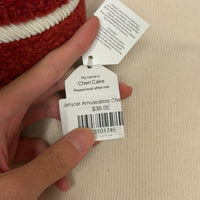 My name is
Cheri Cake
Please look after me.
Jellycat Amuseables Che
$38.00
3101745